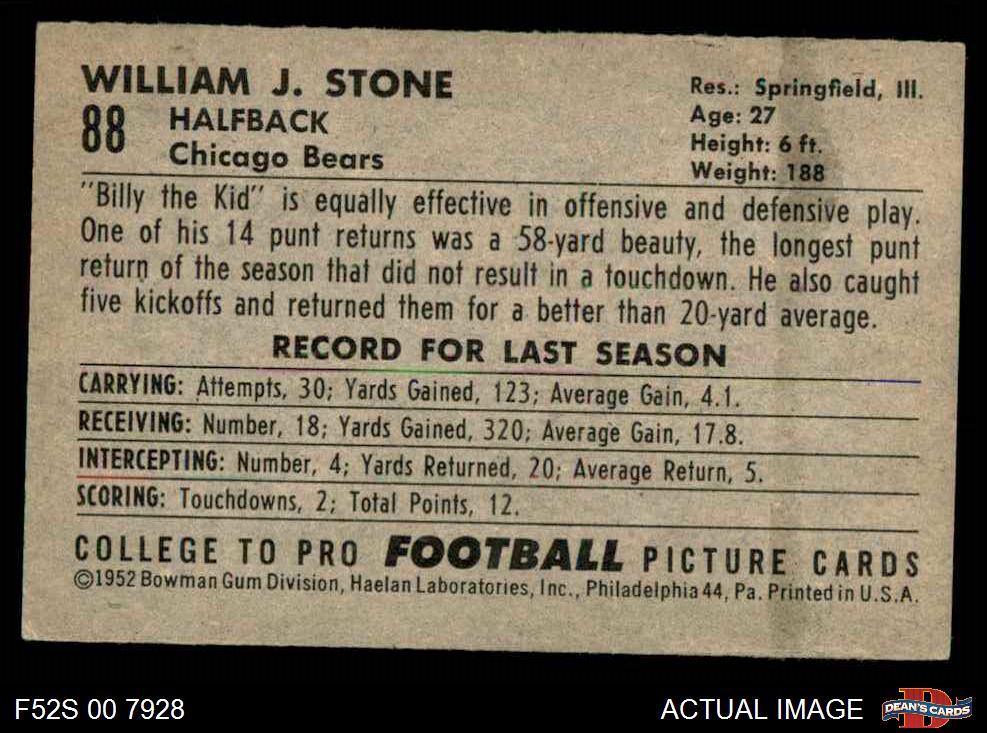 WILLIAM J. STONE
88
HALFBACK
Chicago Bears
Res.: Springfield, Ill.
Age: 27
Height: 6 ft.
Weight: 188
"Billy the Kid" is equally effective in offensive and defensive play.
One of his 14 punt returns was a 58-yard beauty, the longest punt
return of the season that did not result in a touchdown. He also caught
five kickoffs and returned them for a better than 20-yard average.
RECORD FOR LAST SEASON
CARRYING: Attempts, 30; Yards Gained, 123; Average Gain, 4.1.
RECEIVING: Number, 18; Yards Gained, 320; Average Gain, 17.8.
INTERCEPTING: Number, 4; Yards Returned, 20; Average Return, 5.
SCORING: Touchdowns, 2; Total Points, 12.
COLLEGE TO PRO FOOTBALL PICTURE CARDS
©1952 Bowman Gum Division, Haelan Laboratories, Inc., Philadelphia 44, Pa. Printed in U.S.A.
F52S 00 7928
ACTUAL IMAGE
D
DEAN'S CARDS